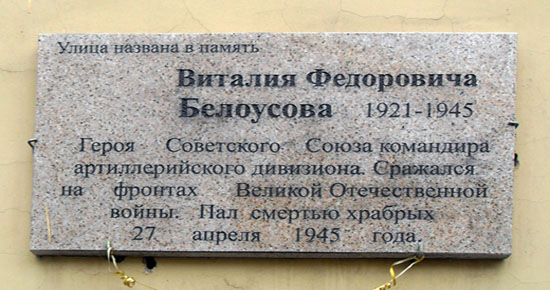 Улица названа в память
Виталия Федоровича
Белоусова 1921-1945
Героя Советского Союза командира
артиллерийского дивизиона. Сражался
на фронтах Великой Отечественной
войны. Пал смертью храбрых
27 апреля 1945 года.